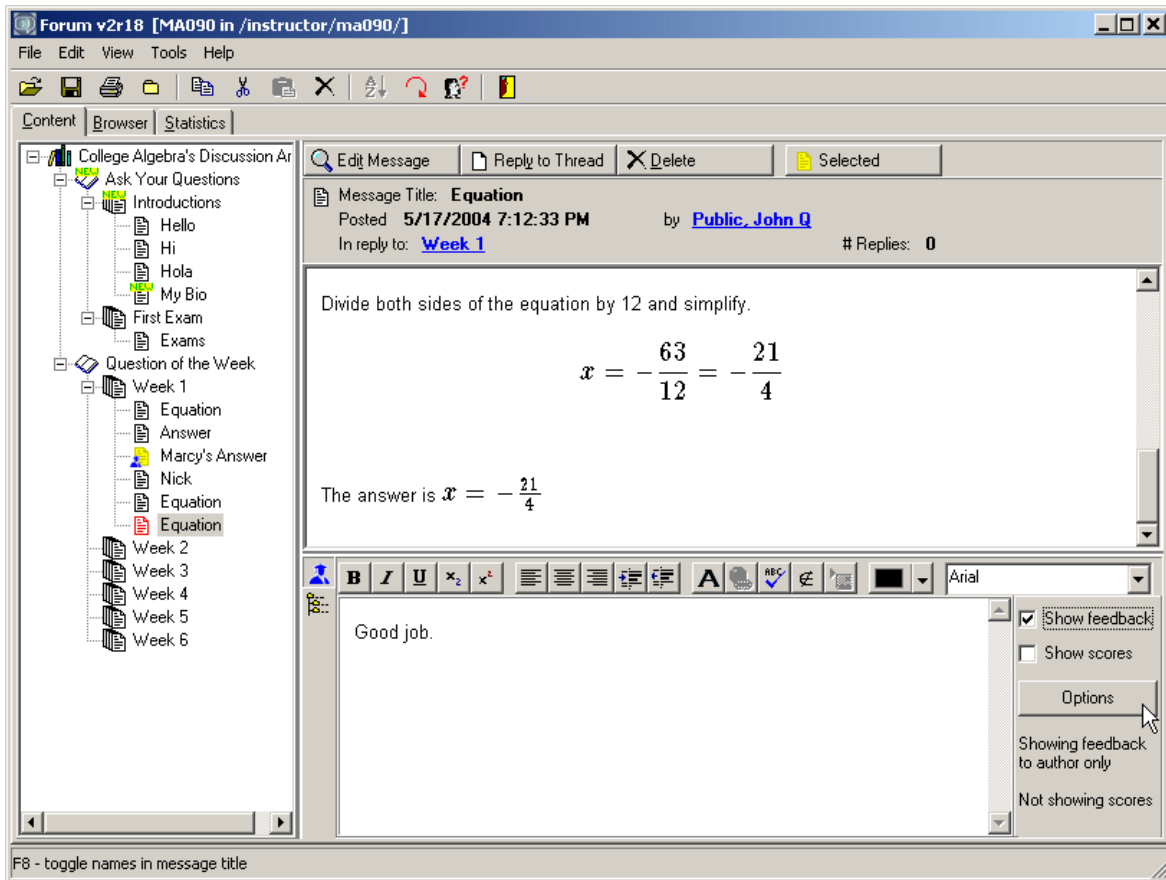 Forum v2r18 [MA090 in /instructor/ma090/]
File Edit View Tools Help
Content Browser Statistics
College Algebra's Discussion Ar
NEW Ask Your Questions
NEW Introductions
Hello
Hi
Hola
NEW My Bio
First Exam
Exams
Question of the Week
Week 1
Equation
Answer
Marcy's Answer
Nick
Equation
Equation
Week 2
Week 3
Week 4
Week 5
Week 6
Edit Message Reply to Thread Delete Selected
Message Title: Equation
Posted 5/17/2004 7:12:33 PM by Public, John Q
In reply to: Week 1 # Replies: 0
Divide both sides of the equation by 12 and simplify.
x = −63/12 = −21/4
The answer is x = −21/4
B I U ×₂ x² A ABC ∉ Arial
Good job.
Show feedback
Show scores
Options
Showing feedback
to author only
Not showing scores
F8 - toggle names in message title